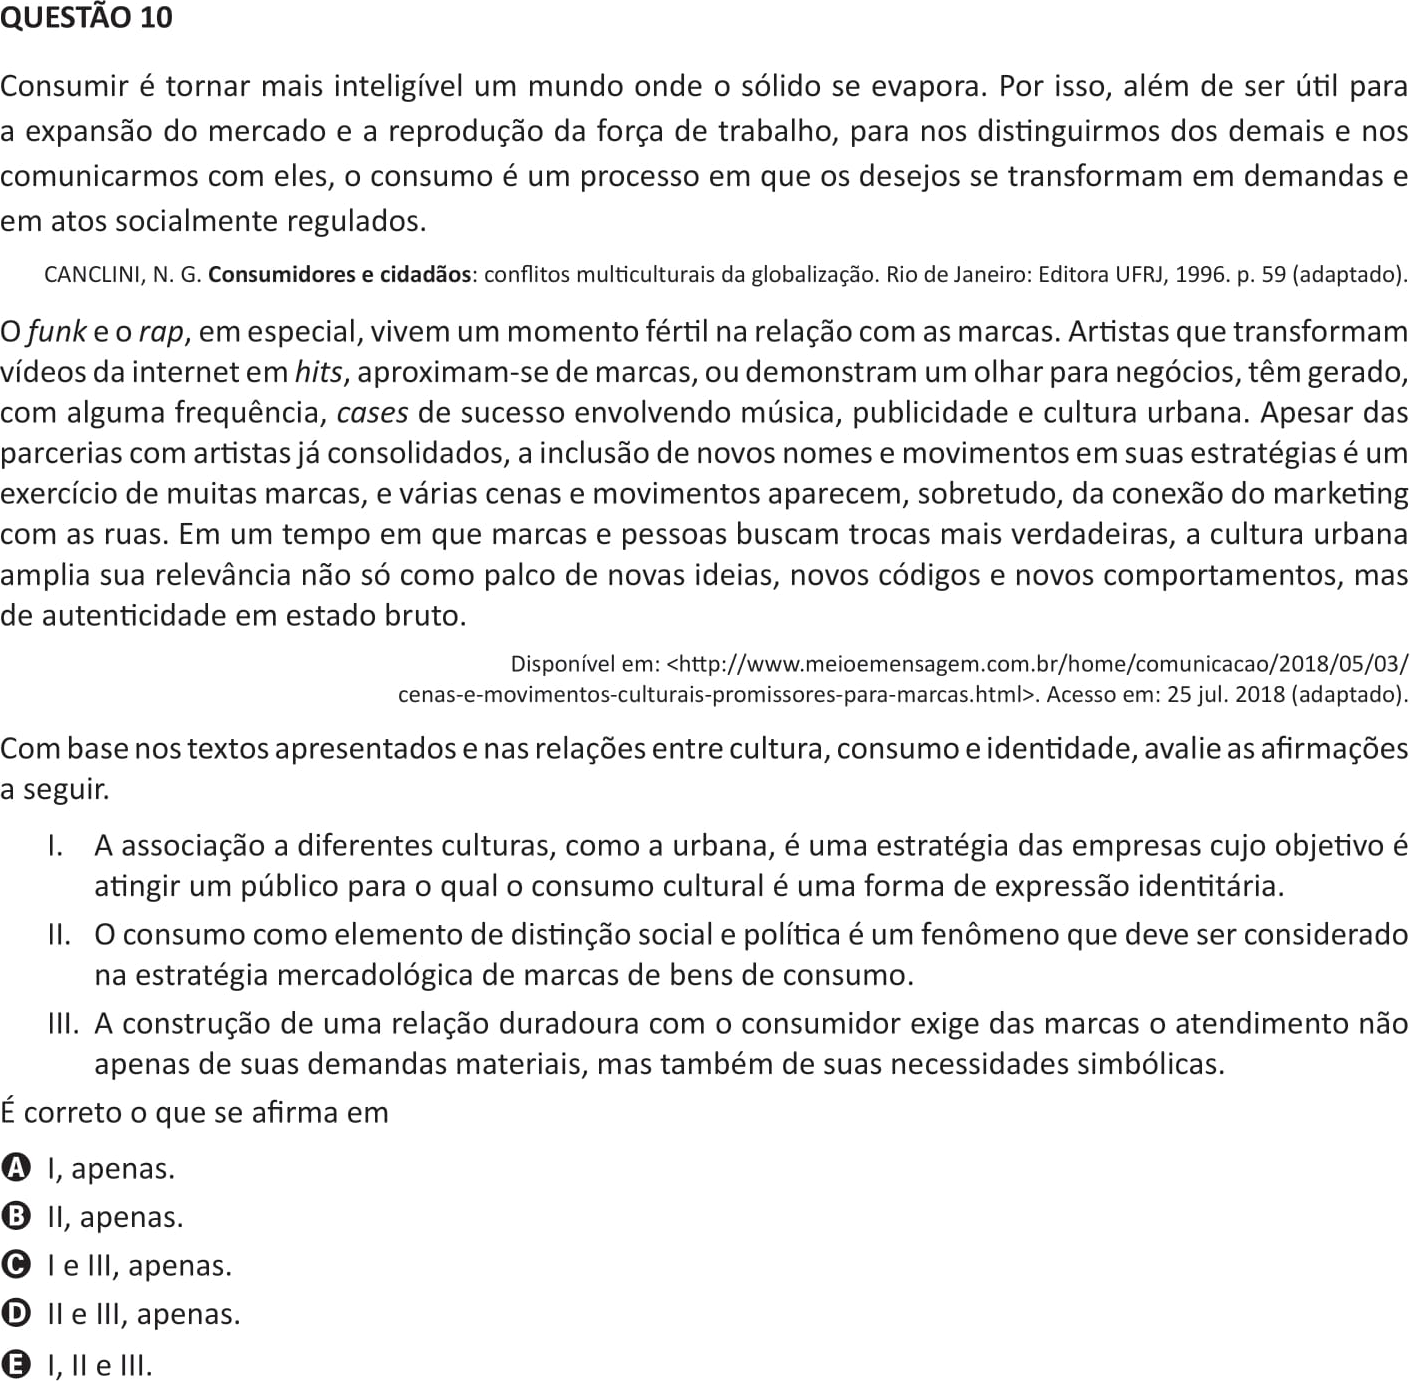 QUESTÃO 10
Consumir é tornar mais inteligível um mundo onde o sólido se evapora. Por isso, além de ser útil para
a expansão do mercado e a reprodução da força de trabalho, para nos distinguirmos dos demais e nos
comunicarmos com eles, o consumo é um processo em que os desejos se transformam em demandas e
em atos socialmente regulados.
CANCLINI, N. G. Consumidores e cidadãos: conflitos multiculturais da globalização. Rio de Janeiro: Editora UFRJ, 1996. p. 59 (adaptado).
O funk e o rap, em especial, vivem um momento fértil na relação com as marcas. Artistas que transformam
vídeos da internet em hits, aproximam-se de marcas, ou demonstram um olhar para negócios, têm gerado,
com alguma frequência, cases de sucesso envolvendo música, publicidade e cultura urbana. Apesar das
parcerias com artistas já consolidados, a inclusão de novos nomes e movimentos em suas estratégias é um
exercício de muitas marcas, e várias cenas e movimentos aparecem, sobretudo, da conexão do marketing
com as ruas. Em um tempo em que marcas e pessoas buscam trocas mais verdadeiras, a cultura urbana
amplia sua relevância não só como palco de novas ideias, novos códigos e novos comportamentos, mas
de autenticidade em estado bruto.
Disponível em: <http://www.meioemensagem.com.br/home/comunicacao/2018/05/03/
cenas-e-movimentos-culturais-promissores-para-marcas.html>. Acesso em: 25 jul. 2018 (adaptado).
Com base nos textos apresentados e nas relações entre cultura, consumo e identidade, avalie as afirmações
a seguir.
I. A associação a diferentes culturas, como a urbana, é uma estratégia das empresas cujo objetivo é
atingir um público para o qual o consumo cultural é uma forma de expressão identitária.
II. O consumo como elemento de distinção social e política é um fenômeno que deve ser considerado
na estratégia mercadológica de marcas de bens de consumo.
III. A construção de uma relação duradoura com o consumidor exige das marcas o atendimento não
apenas de suas demandas materiais, mas também de suas necessidades simbólicas.
É correto o que se afirma em
A I, apenas.
B II, apenas.
C I e III, apenas.
D II e III, apenas.
E I, II e III.